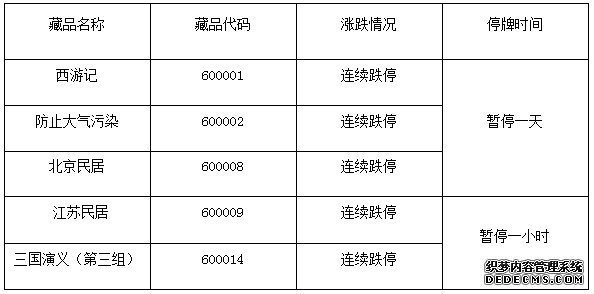 藏品名称 藏品代码 涨跌情况 停牌时间
西游记 600001 连续跌停
防止大气污染 600002 连续跌停 暂停一天
北京民居 600008 连续跌停
江苏民居 600009 连续跌停
暂停一小时
三国演义（第三组） 600014 连续跌停
织梦内容管理系统
DEDECMS.COM